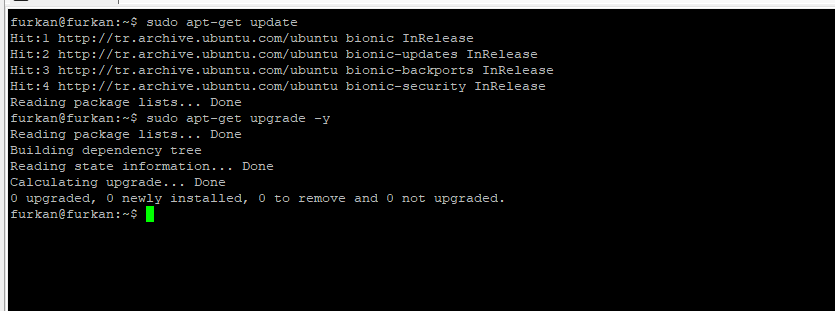 furkan@furkan:~$ sudo apt-get update
Hit:1 http://tr.archive.ubuntu.com/ubuntu bionic InRelease
Hit:2 http://tr.archive.ubuntu.com/ubuntu bionic-updates InRelease
Hit:3 http://tr.archive.ubuntu.com/ubuntu bionic-backports InRelease
Hit:4 http://tr.archive.ubuntu.com/ubuntu bionic-security InRelease
Reading package lists... Done
furkan@furkan:~$ sudo apt-get upgrade -y
Reading package lists... Done
Building dependency tree
Reading state information... Done
Calculating upgrade... Done
0 upgraded, 0 newly installed, 0 to remove and 0 not upgraded.
furkan@furkan:~$